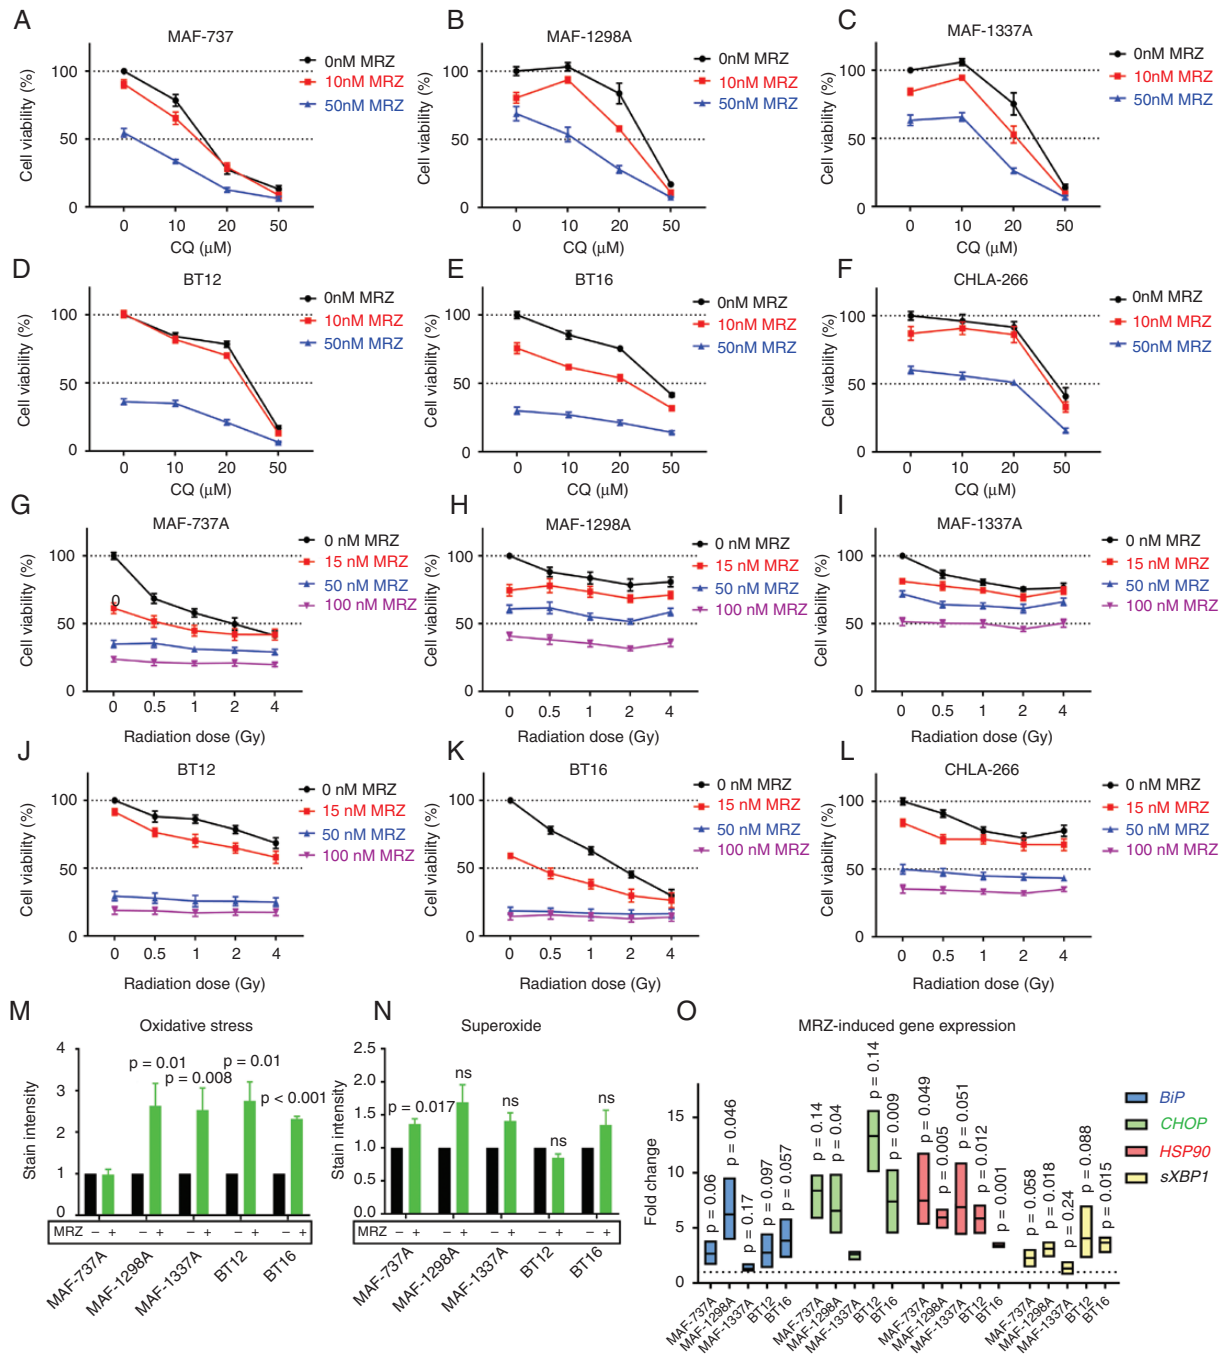 A
MAF-737
Cell viability (%)
100
50
0
0 10 20 50
CQ (μM)
0nM MRZ
10nM MRZ
50nM MRZ
B
MAF-1298A
Cell viability (%)
100
50
0
0 10 20 50
CQ (μM)
0nM MRZ
10nM MRZ
50nM MRZ
C
MAF-1337A
Cell viability (%)
100
50
0
0 10 20 50
CQ (μM)
0nM MRZ
10nM MRZ
50nM MRZ
D
BT12
Cell viability (%)
100
50
0
0 10 20 50
CQ (μM)
0nM MRZ
10nM MRZ
50nM MRZ
E
BT16
Cell viability (%)
100
50
0
0 10 20 50
CQ (μM)
0nM MRZ
10nM MRZ
50nM MRZ
F
CHLA-266
Cell viability (%)
100
50
0
0 10 20 50
CQ (μM)
0nM MRZ
10nM MRZ
50nM MRZ
G
MAF-737A
Cell viability (%)
100
0
50
0
0 0.5 1 2 4
Radiation dose (Gy)
0 nM MRZ
15 nM MRZ
50 nM MRZ
100 nM MRZ
H
MAF-1298A
Cell viability (%)
100
50
0
0 0.5 1 2 4
Radiation dose (Gy)
0 nM MRZ
15 nM MRZ
50 nM MRZ
100 nM MRZ
I
MAF-1337A
Cell viability (%)
100
50
0
0 0.5 1 2 4
Radiation dose (Gy)
0 nM MRZ
15 nM MRZ
50 nM MRZ
100 nM MRZ
J
BT12
Cell viability (%)
100
50
0
0 0.5 1 2 4
Radiation dose (Gy)
0 nM MRZ
15 nM MRZ
50 nM MRZ
100 nM MRZ
K
BT16
Cell viability (%)
100
50
0
0 0.5 1 2 4
Radiation dose (Gy)
0 nM MRZ
15 nM MRZ
50 nM MRZ
100 nM MRZ
L
CHLA-266
Cell viability (%)
100
50
0
0 0.5 1 2 4
Radiation dose (Gy)
0 nM MRZ
15 nM MRZ
50 nM MRZ
100 nM MRZ
M
Oxidative stress
Stain intensity
4
3
2
1
0
p = 0.01
p = 0.008
p = 0.01
p < 0.001
MRZ − + − + − + − + − +
MAF-737A
MAF-1298A
MAF-1337A
BT12
BT16
N
Superoxide
Stain intensity
2.5
2.0
1.5
1.0
0.5
0.0
p = 0.017
ns
ns
ns
ns
MRZ − + − + − + − + − +
MAF-737A
MAF-1298A
MAF-1337A
BT12
BT16
O
MRZ-induced gene expression
Fold change
15
10
5
0
p = 0.06
p = 0.046
p = 0.17
p = 0.097
p = 0.057
p = 0.14
p = 0.04
p = 0.14
p = 0.009
p = 0.049
p = 0.005
p = 0.051
p = 0.012
p = 0.001
p = 0.058
p = 0.018
p = 0.24
p = 0.088
p = 0.015
MAF-737A
MAF-1298A
MAF-1337A
BT12
BT16
MAF-737A
MAF-1298A
MAF-1337A
BT12
BT16
MAF-737A
MAF-1298A
MAF-1337A
BT12
BT16
MAF-737A
MAF-1298A
MAF-1337A
BT12
BT16
BiP
CHOP
HSP90
sXBP1